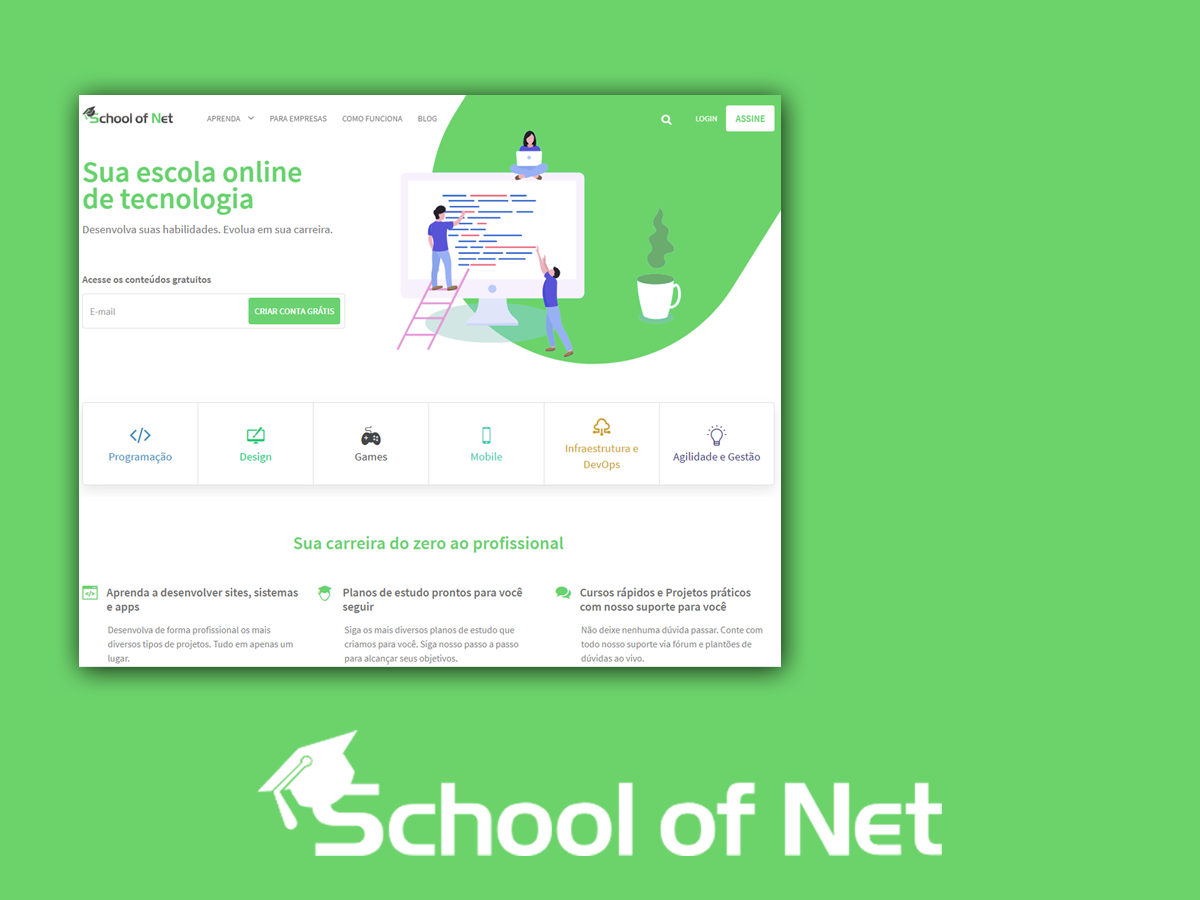 School of Net
APRENDA
PARA EMPRESAS
COMO FUNCIONA
BLOG
LOGIN
ASSINE
Sua escola online
de tecnologia
Desenvolva suas habilidades. Evolua em sua carreira.
Acesse os conteúdos gratuitos
E-mail
CRIAR CONTA GRÁTIS
</>
Programação
Design
Games
Mobile
Infraestrutura e
DevOps
Agilidade e Gestão
Sua carreira do zero ao profissional
</>
Aprenda a desenvolver sites, sistemas
e apps
Desenvolva de forma profissional os mais
diversos tipos de projetos. Tudo em apenas um
lugar.
Planos de estudo prontos para você
seguir
Siga os mais diversos planos de estudo que
criamos para você. Siga nosso passo a passo
para alcançar seus objetivos.
Cursos rápidos e Projetos práticos
com nosso suporte para você
Não deixe nenhuma dúvida passar. Conte com
todo nosso suporte via fórum e plantões de
dúvidas ao vivo.
School of Net